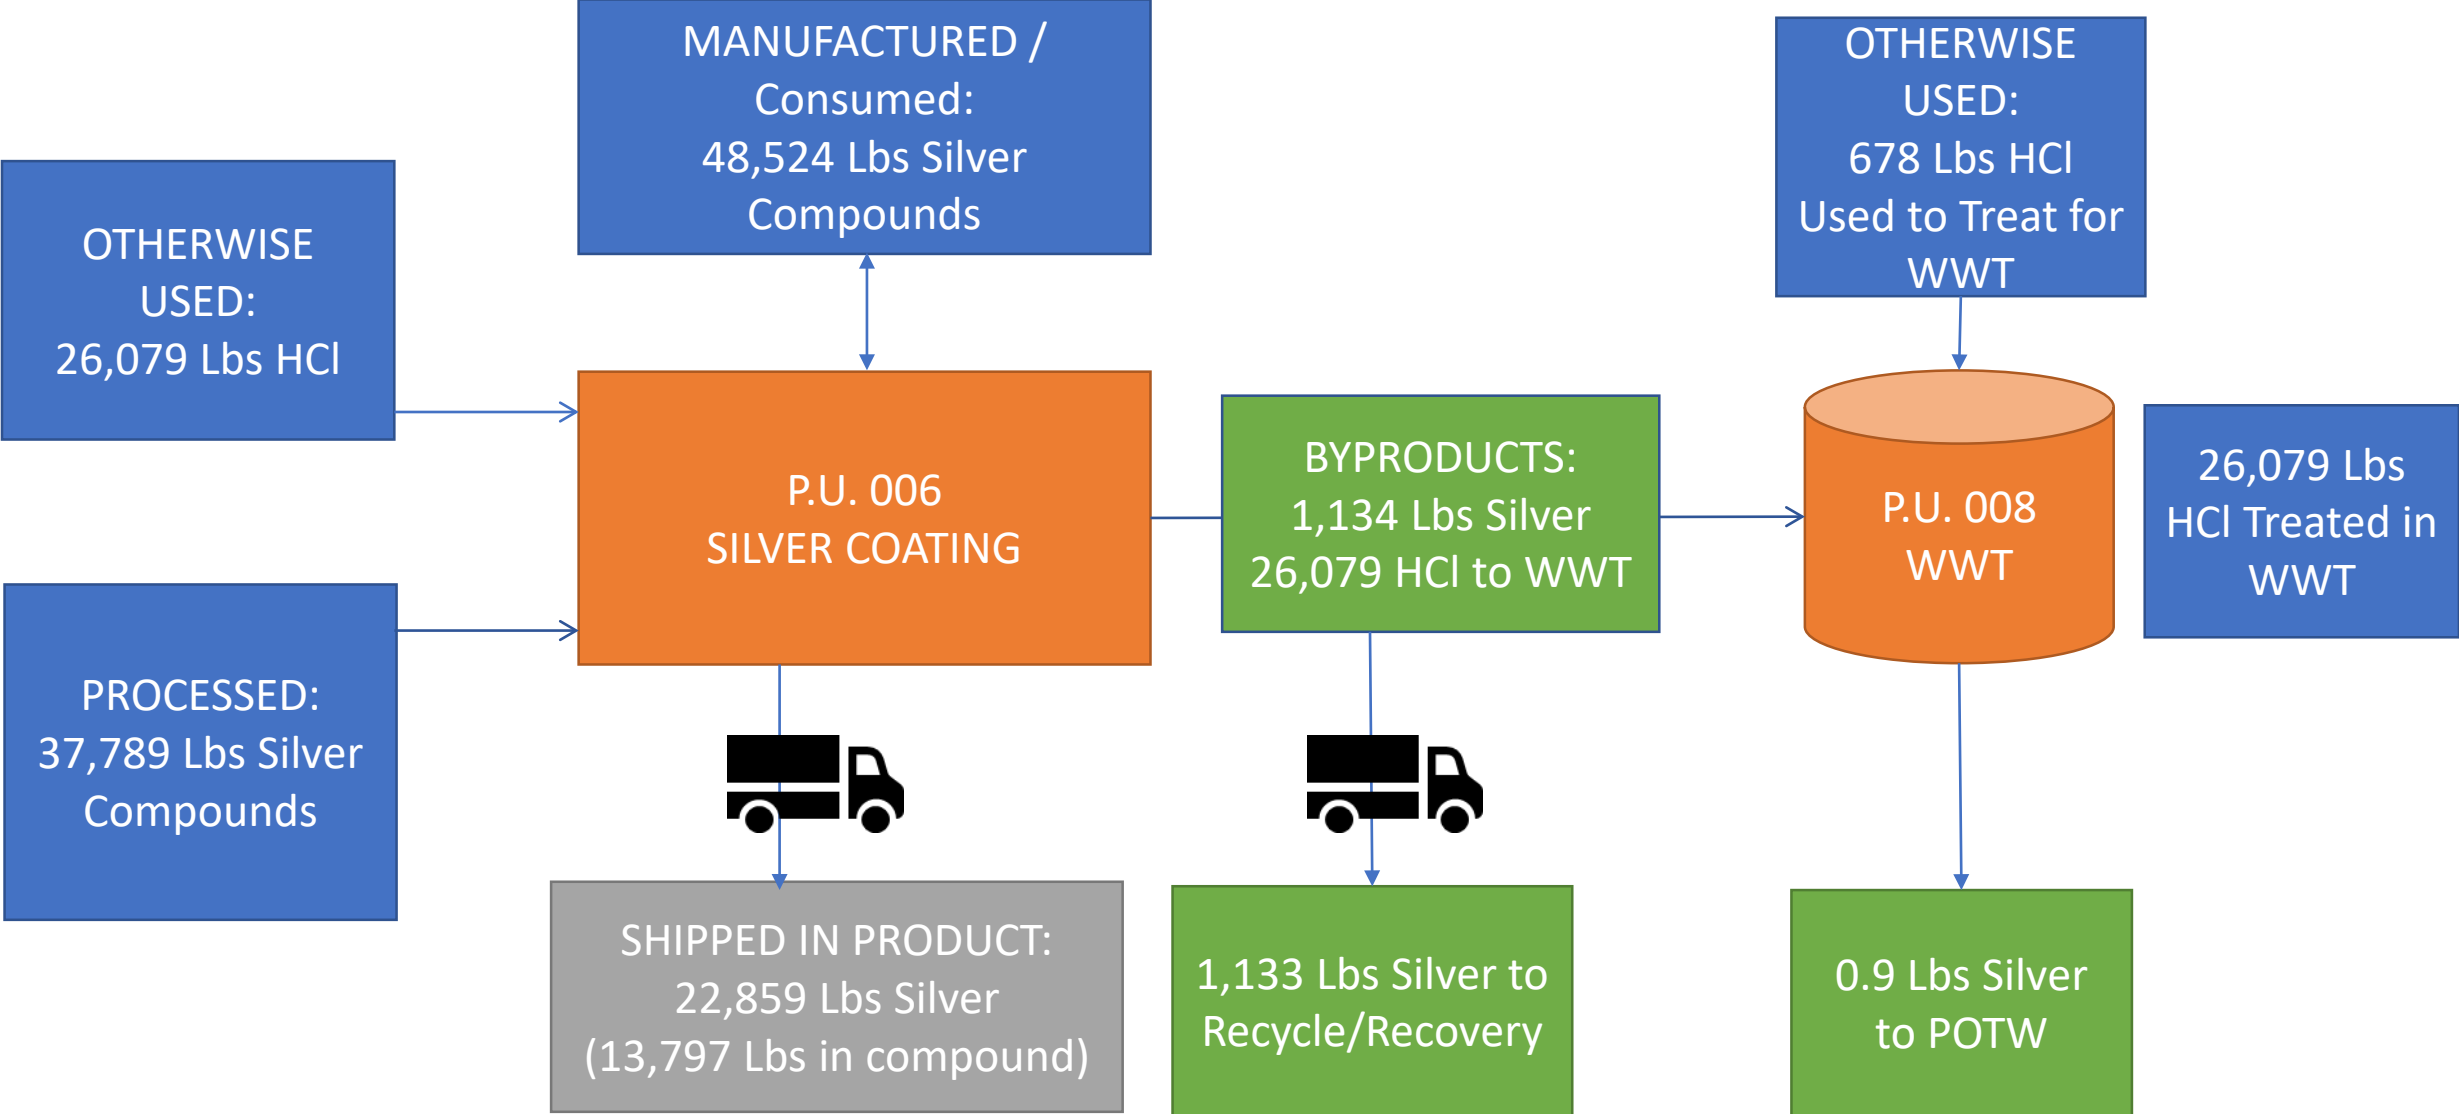 MANUFACTURED /
Consumed:
48,524 Lbs Silver
Compounds
OTHERWISE
USED:
678 Lbs HCl
Used to Treat for
WWT
OTHERWISE
USED:
26,079 Lbs HCl
P.U. 006
SILVER COATING
BYPRODUCTS:
1,134 Lbs Silver
26,079 HCl to WWT
P.U. 008
WWT
26,079 Lbs
HCl Treated in
WWT
PROCESSED:
37,789 Lbs Silver
Compounds
SHIPPED IN PRODUCT:
22,859 Lbs Silver
(13,797 Lbs in compound)
1,133 Lbs Silver to
Recycle/Recovery
0.9 Lbs Silver
to POTW